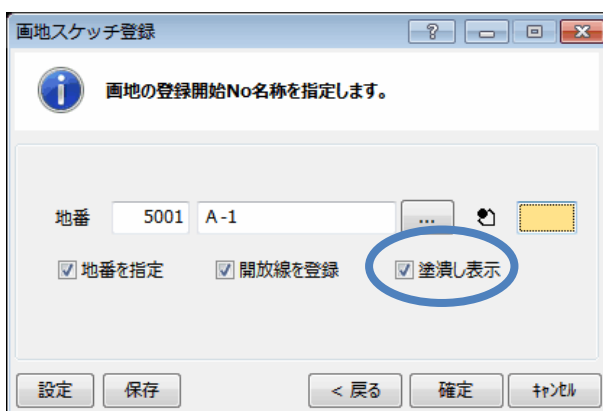 画地スケッチ登録
画地の登録開始No名称を指定します。
地番 5001 A-1 ...
地番を指定 開放線を登録 塗潰し表示
設定 保存 < 戻る 確定 ｷｬﾝｾﾙ